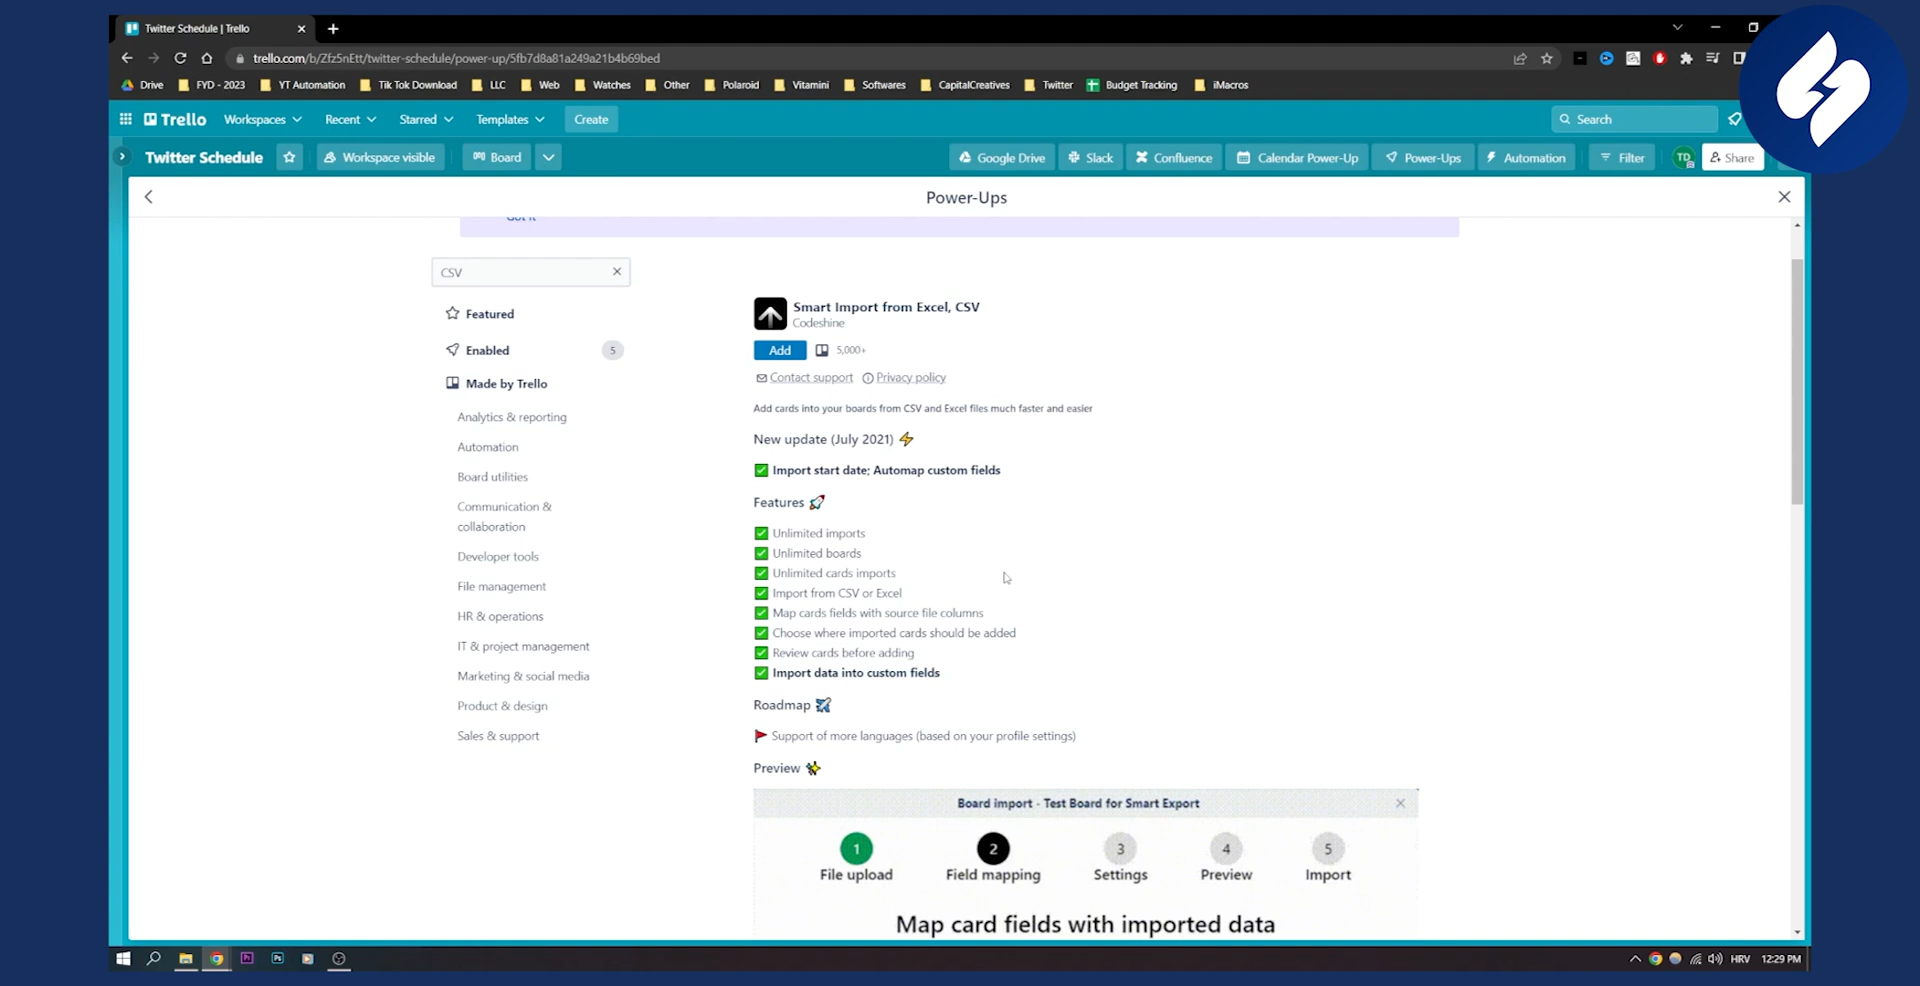 Twitter Schedule | Trello
trello.com/b/Zfz5nEtt/twitter-schedule/power-up/5fb7d8a81a249a21b4b69bed
Drive FYD - 2023 YT Automation Tik Tok Download LLC Web Watches Other Polaroid Vitamini Softwares CapitalCreatives Twitter Budget Tracking iMacros
Trello Workspaces Recent Starred Templates Create Search
Twitter Schedule Workspace visible Board Google Drive Slack Confluence Calendar Power-Up Power-Ups Automation Filter TD Share
Power-Ups
Got it
CSV
Featured
Enabled 5
Made by Trello
Analytics & reporting
Automation
Board utilities
Communication &
collaboration
Developer tools
File management
HR & operations
IT & project management
Marketing & social media
Product & design
Sales & support
Smart Import from Excel, CSV
Codeshine
Add 5,000+
Contact support Privacy policy
Add cards into your boards from CSV and Excel files much faster and easier
New update (July 2021)
Import start date; Automap custom fields
Features
Unlimited imports
Unlimited boards
Unlimited cards imports
Import from CSV or Excel
Map cards fields with source file columns
Choose where imported cards should be added
Review cards before adding
Import data into custom fields
Roadmap
Support of more languages (based on your profile settings)
Preview
Board import - Test Board for Smart Export
1 2 3 4 5
File upload Field mapping Settings Preview Import
Map card fields with imported data
Pr Ps HRV 12:29 PM